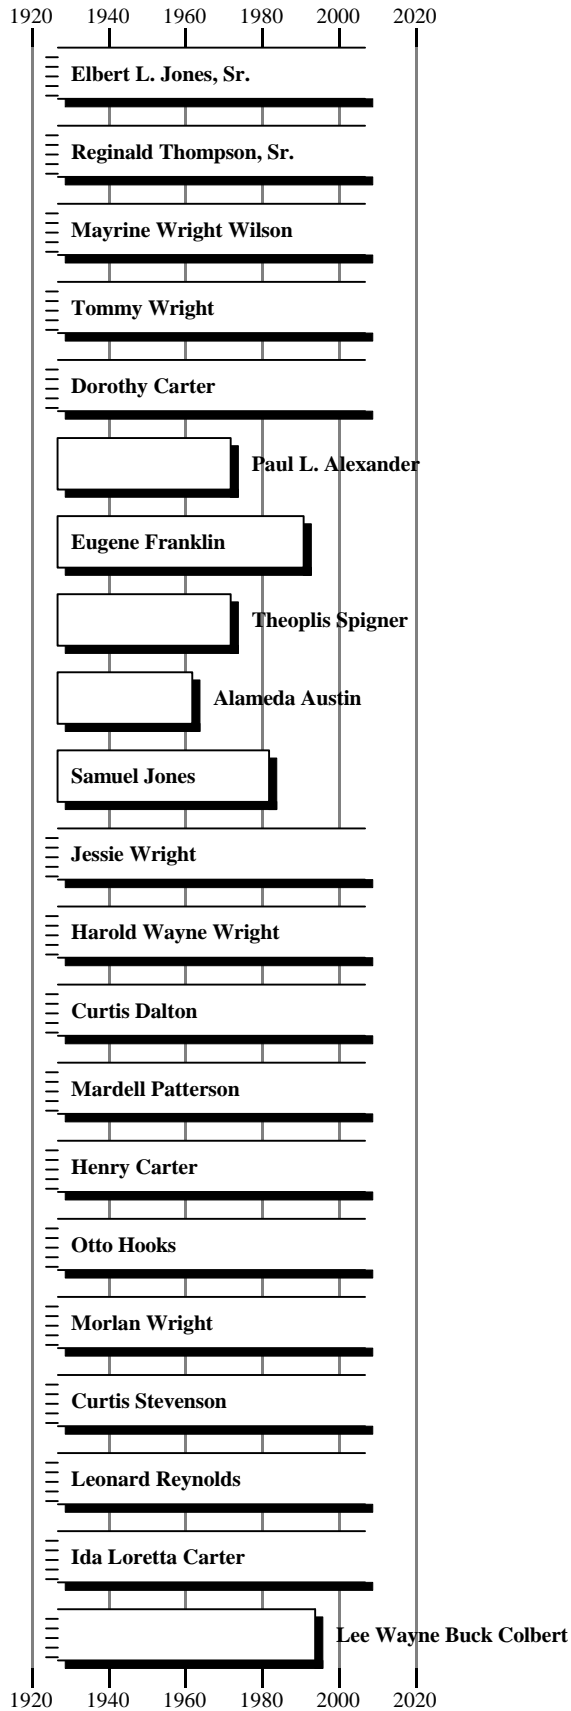 1920 1940 1960 1980 2000 2020
Elbert L. Jones, Sr.
Reginald Thompson, Sr.
Mayrine Wright Wilson
Tommy Wright
Dorothy Carter
Paul L. Alexander
Eugene Franklin
Theoplis Spigner
Alameda Austin
Samuel Jones
Jessie Wright
Harold Wayne Wright
Curtis Dalton
Mardell Patterson
Henry Carter
Otto Hooks
Morlan Wright
Curtis Stevenson
Leonard Reynolds
Ida Loretta Carter
Lee Wayne Buck Colbert
1920 1940 1960 1980 2000 2020